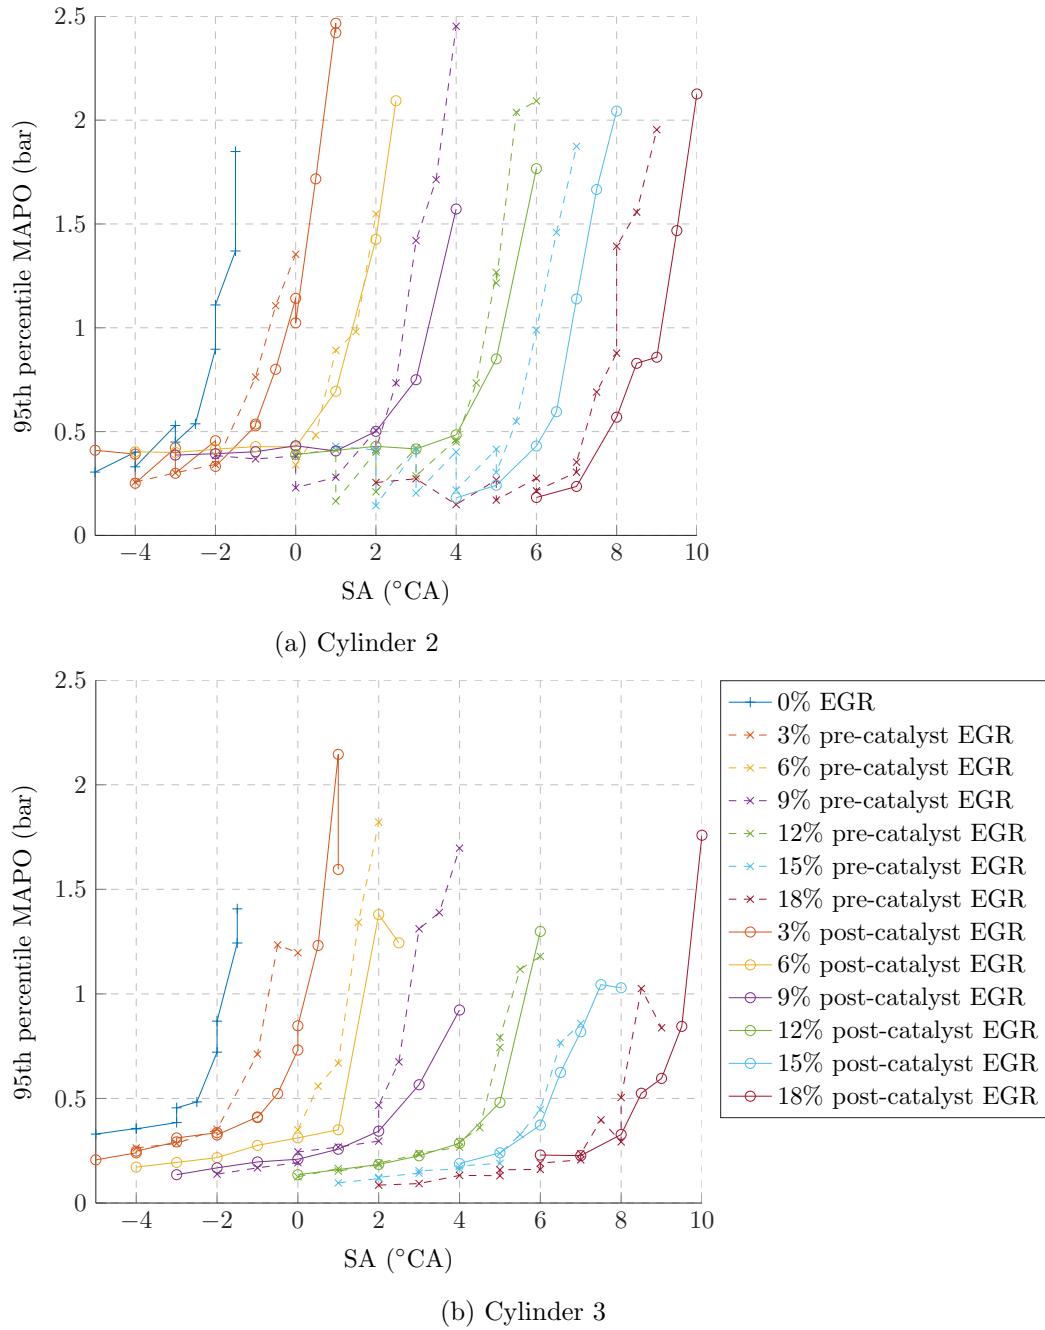 2.5
2
1.5
1
0.5
0
95th percentile MAPO (bar)
−4 −2 0 2 4 6 8 10
SA (°CA)
(a) Cylinder 2
2.5
2
1.5
1
0.5
0
95th percentile MAPO (bar)
−4 −2 0 2 4 6 8 10
SA (°CA)
0% EGR
3% pre-catalyst EGR
6% pre-catalyst EGR
9% pre-catalyst EGR
12% pre-catalyst EGR
15% pre-catalyst EGR
18% pre-catalyst EGR
3% post-catalyst EGR
6% post-catalyst EGR
9% post-catalyst EGR
12% post-catalyst EGR
15% post-catalyst EGR
18% post-catalyst EGR
(b) Cylinder 3